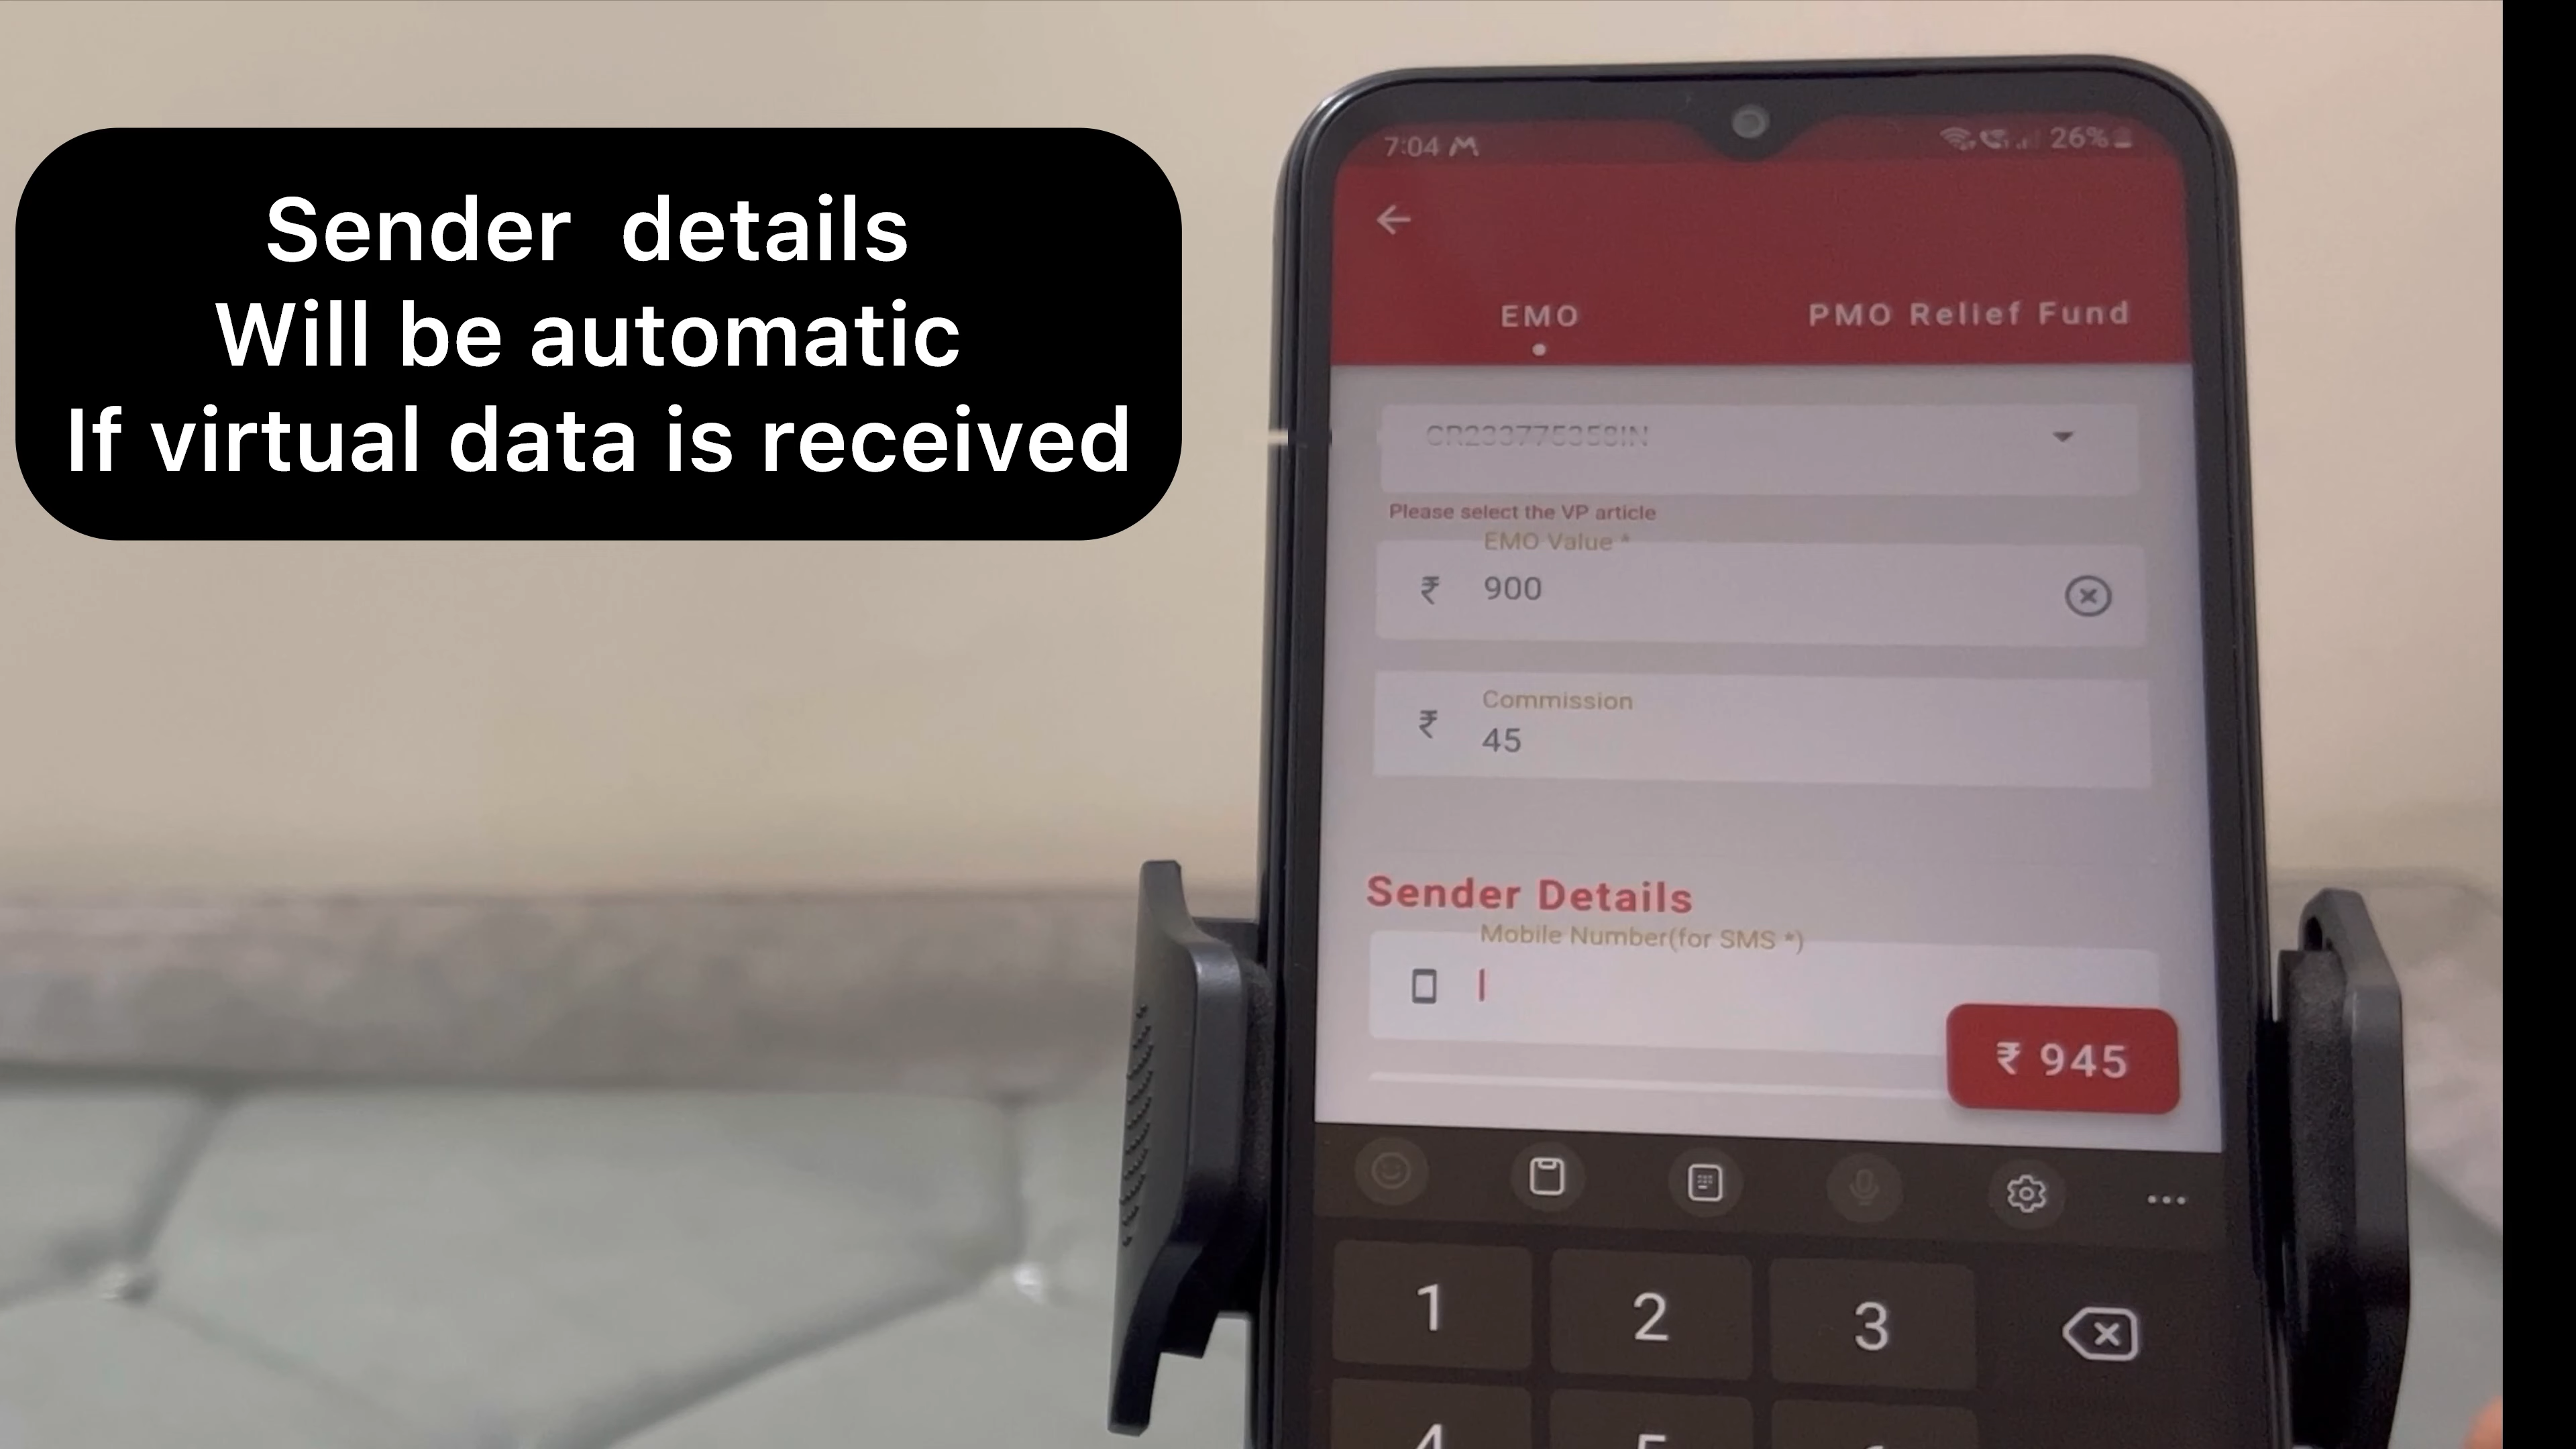 Sender details
Will be automatic
If virtual data is received
7:04
26%
EMO
PMO Relief Fund
Please select the VP article
EMO Value *
₹ 900
Commission
₹ 45
Sender Details
Mobile Number(for SMS *)
₹ 945
1 2 3